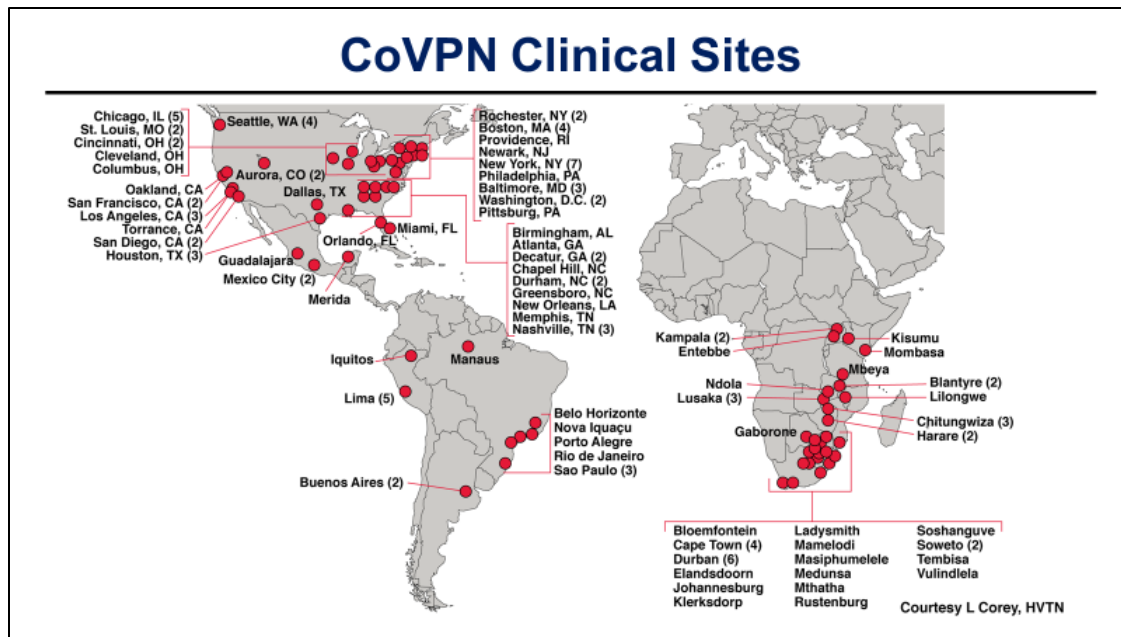 CoVPN Clinical Sites
Chicago, IL (5)
St. Louis, MO (2)
Cincinnati, OH (2)
Cleveland, OH
Columbus, OH
Seattle, WA (4)
Aurora, CO (2)
Dallas, TX
Oakland, CA
San Francisco, CA (2)
Los Angeles, CA (3)
Torrance, CA
San Diego, CA (2)
Houston, TX (3)
Rochester, NY (2)
Boston, MA (4)
Providence, RI
Newark, NJ
New York, NY (7)
Philadelphia, PA
Baltimore, MD (3)
Washington, D.C. (2)
Pittsburg, PA
Orlando, FL
Miami, FL
Birmingham, AL
Atlanta, GA
Decatur, GA (2)
Chapel Hill, NC
Durham, NC (2)
Greensboro, NC
New Orleans, LA
Memphis, TN
Nashville, TN (3)
Guadalajara
Mexico City (2)
Merida
Iquitos
Manaus
Lima (5)
Belo Horizonte
Nova Iquaçu
Porto Alegre
Rio de Janeiro
Sao Paulo (3)
Buenos Aires (2)
Kampala (2)
Entebbe
Kisumu
Mombasa
Mbeya
Ndola
Lusaka (3)
Blantyre (2)
Lilongwe
Chitungwiza (3)
Harare (2)
Gaborone
Bloemfontein
Cape Town (4)
Durban (6)
Elandsdoorn
Johannesburg
Klerksdorp
Ladysmith
Mamelodi
Masiphumelele
Medunsa
Mthatha
Rustenburg
Soshanguve
Soweto (2)
Tembisa
Vulindlela
Courtesy L Corey, HVTN